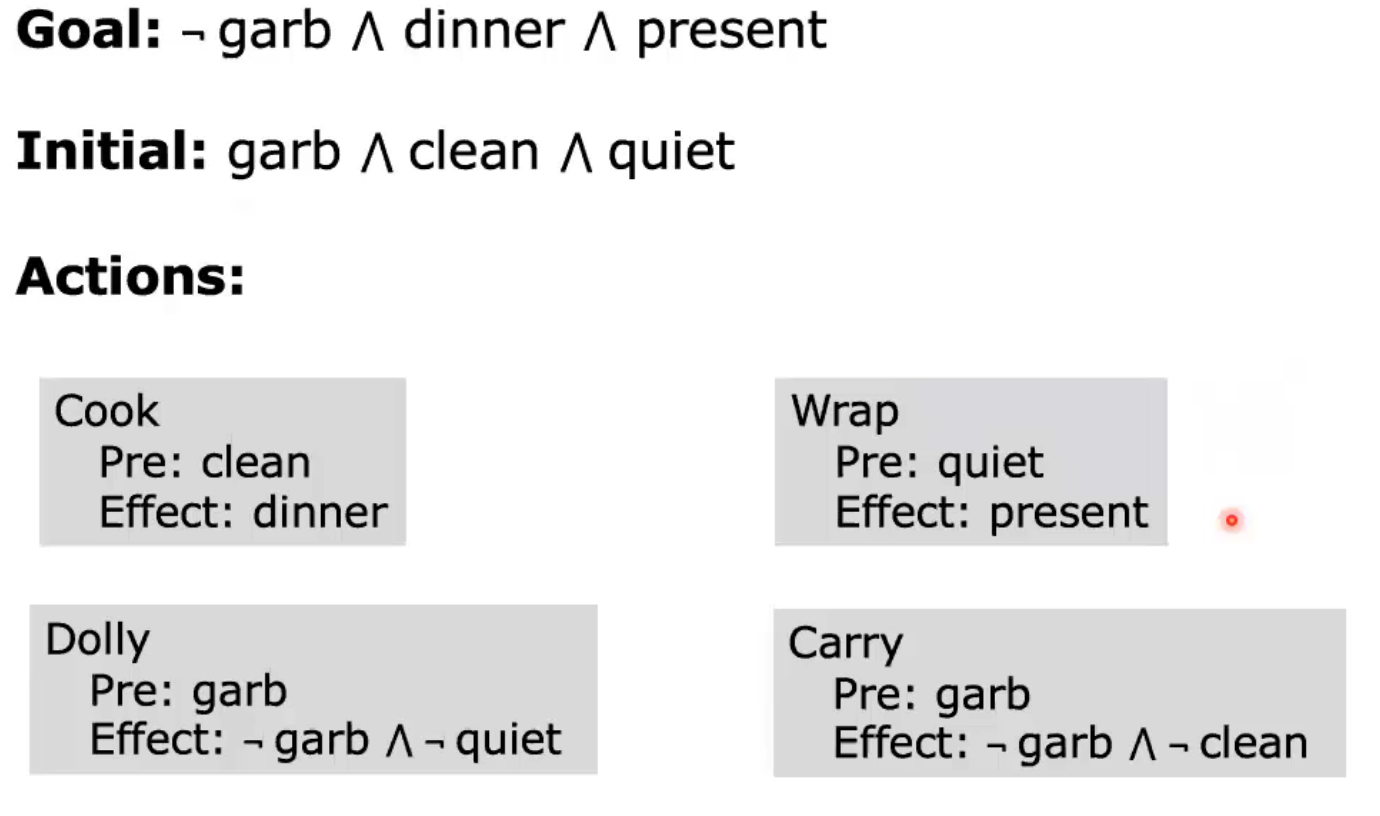 Goal: ¬ garb Λ dinner Λ present
Initial: garb Λ clean Λ quiet
Actions:
Cook
Pre: clean
Effect: dinner
Wrap
Pre: quiet
Effect: present
Dolly
Pre: garb
Effect: ¬ garb Λ ¬ quiet
Carry
Pre: garb
Effect: ¬ garb Λ ¬ clean